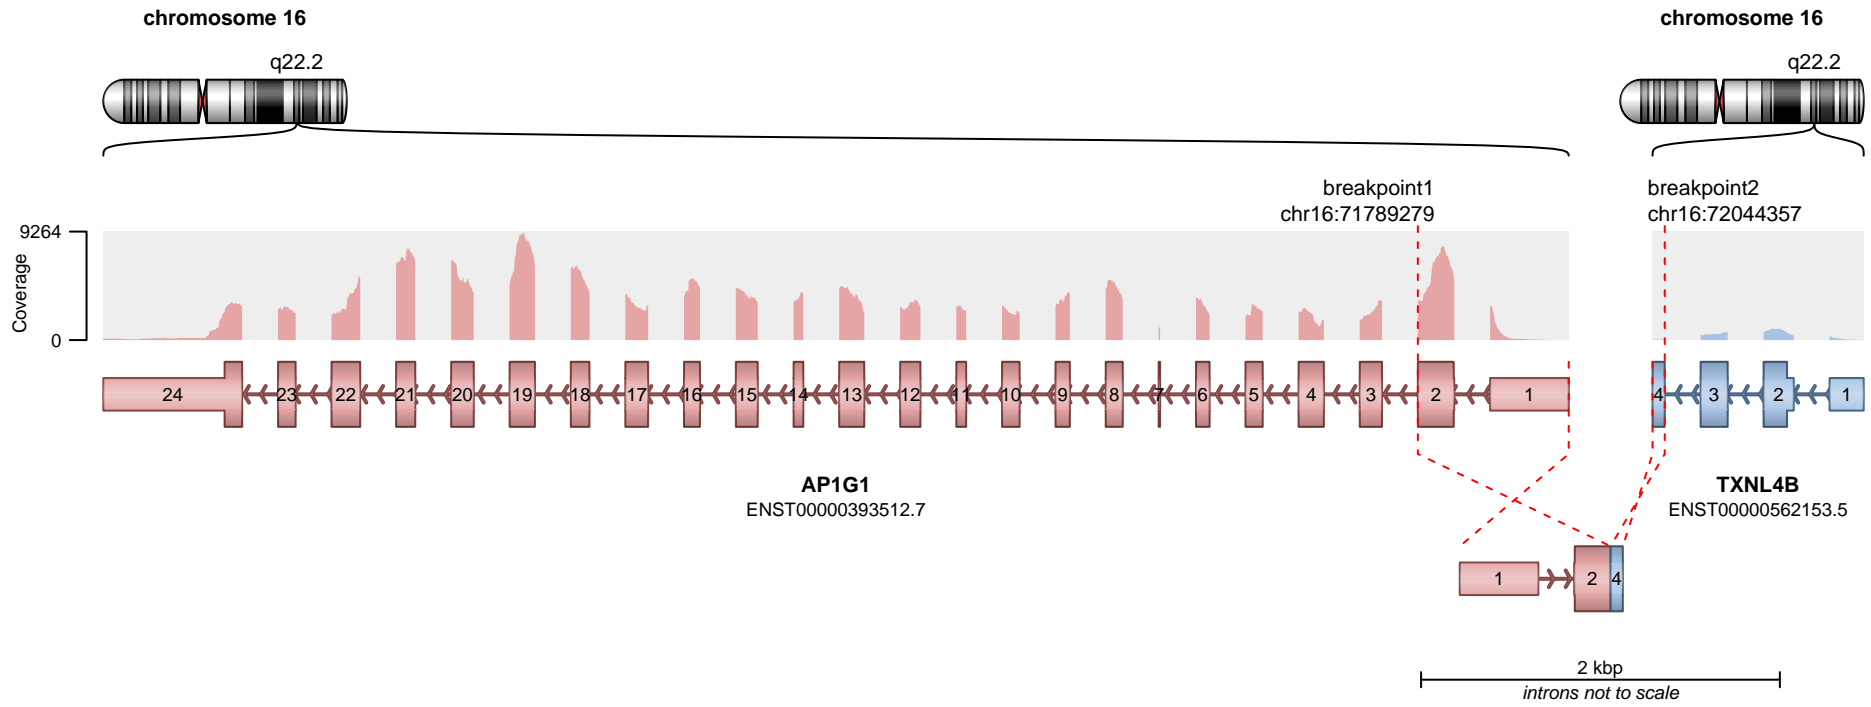 chromosome 16
chromosome 16
q22.2
q22.2
breakpoint1
chr16:71789279
breakpoint2
chr16:72044357
9264
Coverage
0
24 23 22 21 20 19 18 17 16 15 14 13 12 11 10 9 8 7 6 5 4 3 2 1
4 3 2 1
AP1G1
ENST00000393512.7
TXNL4B
ENST00000562153.5
1 2 4
2 kbp
introns not to scale